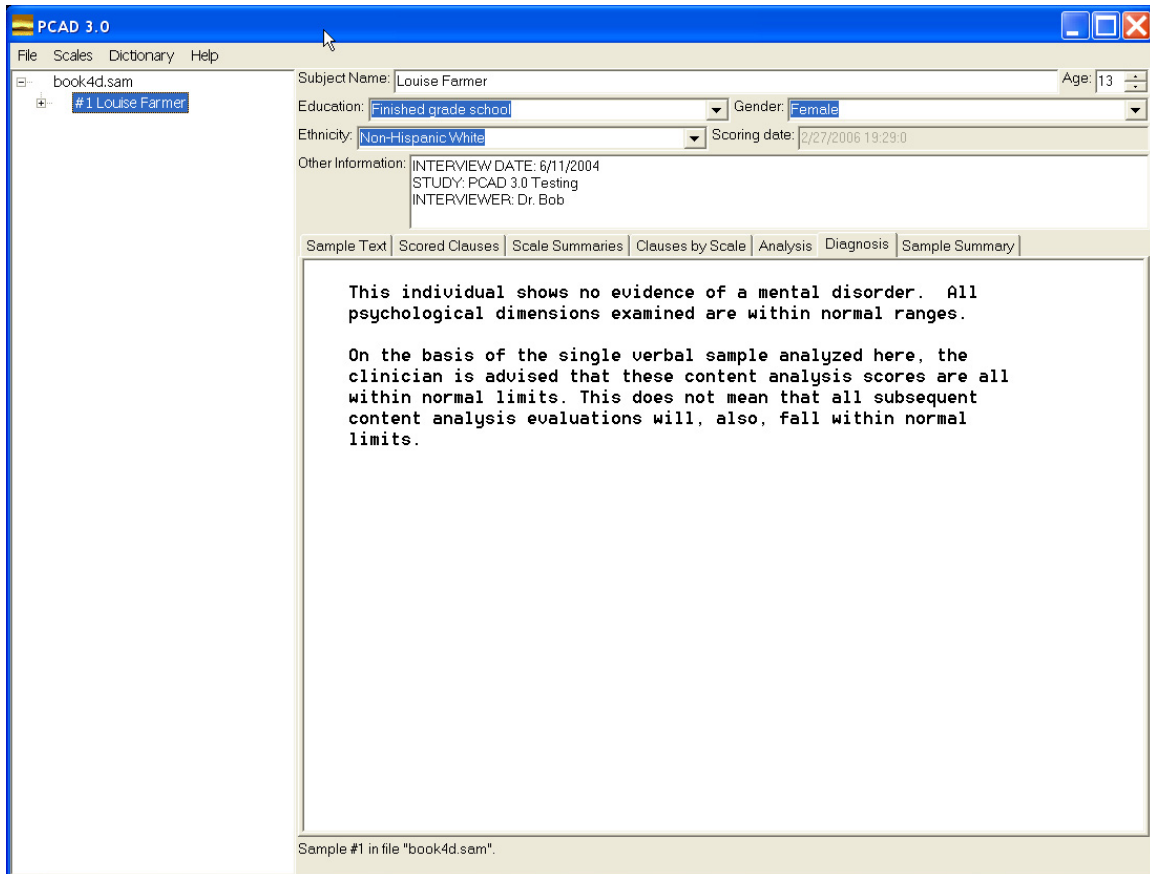 PCAD 3.0
File Scales Dictionary Help
book4d.sam
#1 Louise Farmer
Subject Name: Louise Farmer Age: 13
Education: Finished grade school Gender: Female
Ethnicity: Non-Hispanic White Scoring date: 2/27/2006 19:29:0
Other Information: INTERVIEW DATE: 6/11/2004
STUDY: PCAD 3.0 Testing
INTERVIEWER: Dr. Bob
Sample Text Scored Clauses Scale Summaries Clauses by Scale Analysis Diagnosis Sample Summary
This individual shows no evidence of a mental disorder. All
psychological dimensions examined are within normal ranges.
On the basis of the single verbal sample analyzed here, the
clinician is advised that these content analysis scores are all
within normal limits. This does not mean that all subsequent
content analysis evaluations will, also, fall within normal
limits.
Sample #1 in file "book4d.sam".